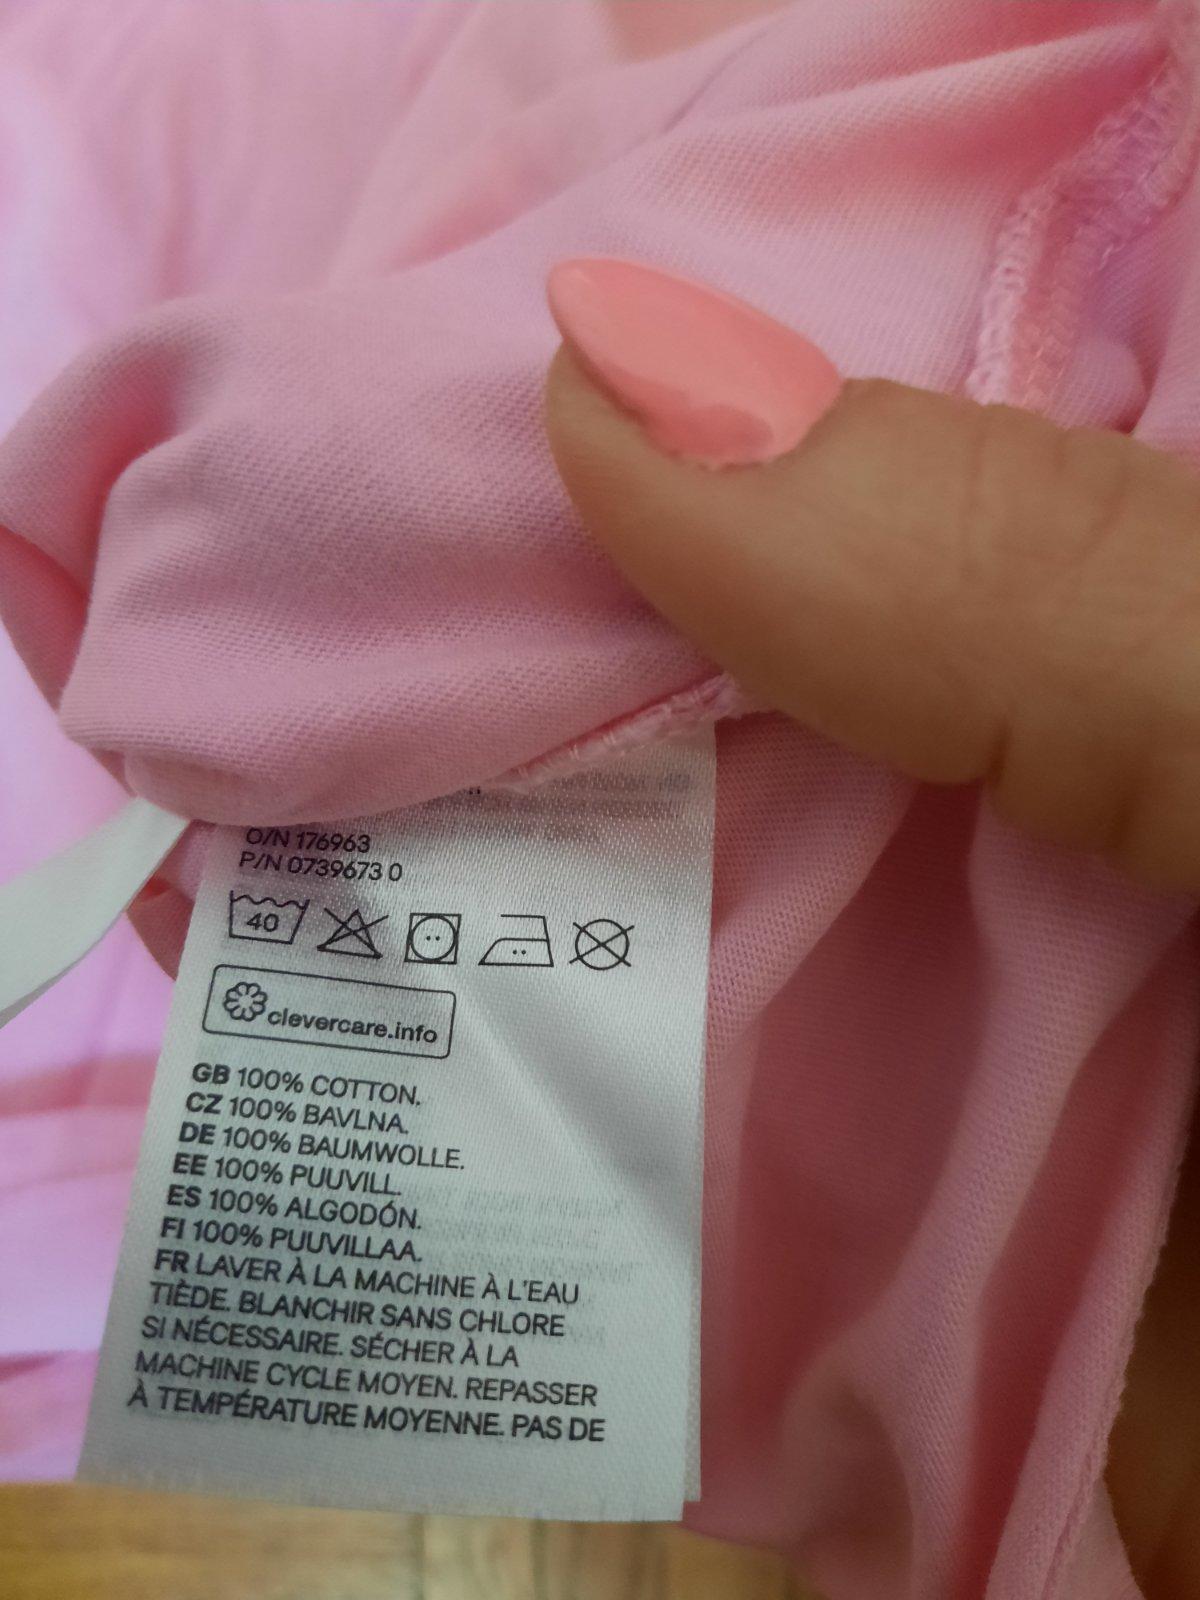 O/N 176963
P/N 0739673 0
40
clevercare.info
GB 100% COTTON.
CZ 100% BAVLNA.
DE 100% BAUMWOLLE.
EE 100% PUUVILL.
ES 100% ALGODÓN.
FI 100% PUUVILLAA.
FR LAVER À LA MACHINE À L'EAU
TIÈDE. BLANCHIR SANS CHLORE
SI NÉCESSAIRE. SÉCHER À LA
MACHINE CYCLE MOYEN. REPASSER
À TEMPÉRATURE MOYENNE. PAS DE